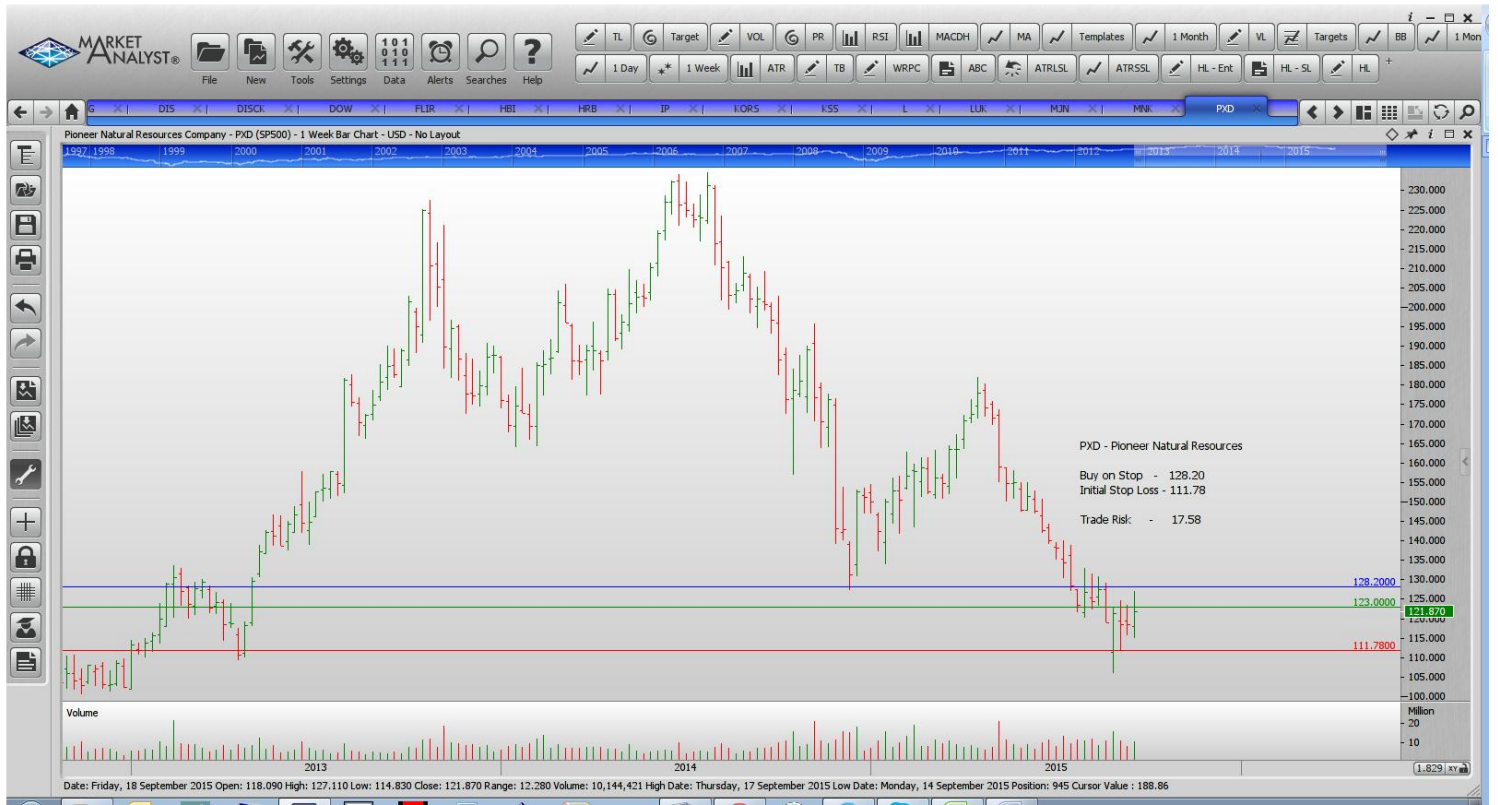 i
MARKET
ANALYST®
File New Tools Settings Data Alerts Searches Help
TL Target VOL PR RSI MACDH MA Templates 1 Month VL Targets BB 1 Mon
1 Day 1 Week ATR TB WRPC ABC ATRLSL ATRSSL HL - Ent HL - SL HL +
G DIS DISCK DOW FLIR HBI HRB IP KORS KSS L LUK MJN MNK PXD
Pioneer Natural Resources Company - PXD (SP500) - 1 Week Bar Chart - USD - No Layout
1997 1998 1999 2000 2001 2002 2003 2004 2005 2006 2007 2008 2009 2010 2011 2012 2013 2014 2015
230.000
225.000
220.000
215.000
210.000
205.000
200.000
195.000
190.000
185.000
180.000
175.000
170.000
PXD - Pioneer Natural Resources
165.000
160.000
Buy on Stop - 128.20
155.000
Initial Stop Loss - 111.78
150.000
Trade Risk - 17.58
145.000
140.000
135.000
128.2000
130.000
123.0000
125.000
121.870
120.000
115.000
111.7800
110.000
105.000
100.000
Volume
Million
20
10
2013 2014 2015
1.829 XY
Date: Friday, 18 September 2015 Open: 118.090 High: 127.110 Low: 114.830 Close: 121.870 Range: 12.280 Volume: 10,144,421 High Date: Thursday, 17 September 2015 Low Date: Monday, 14 September 2015 Position: 945 Cursor Value : 188.86